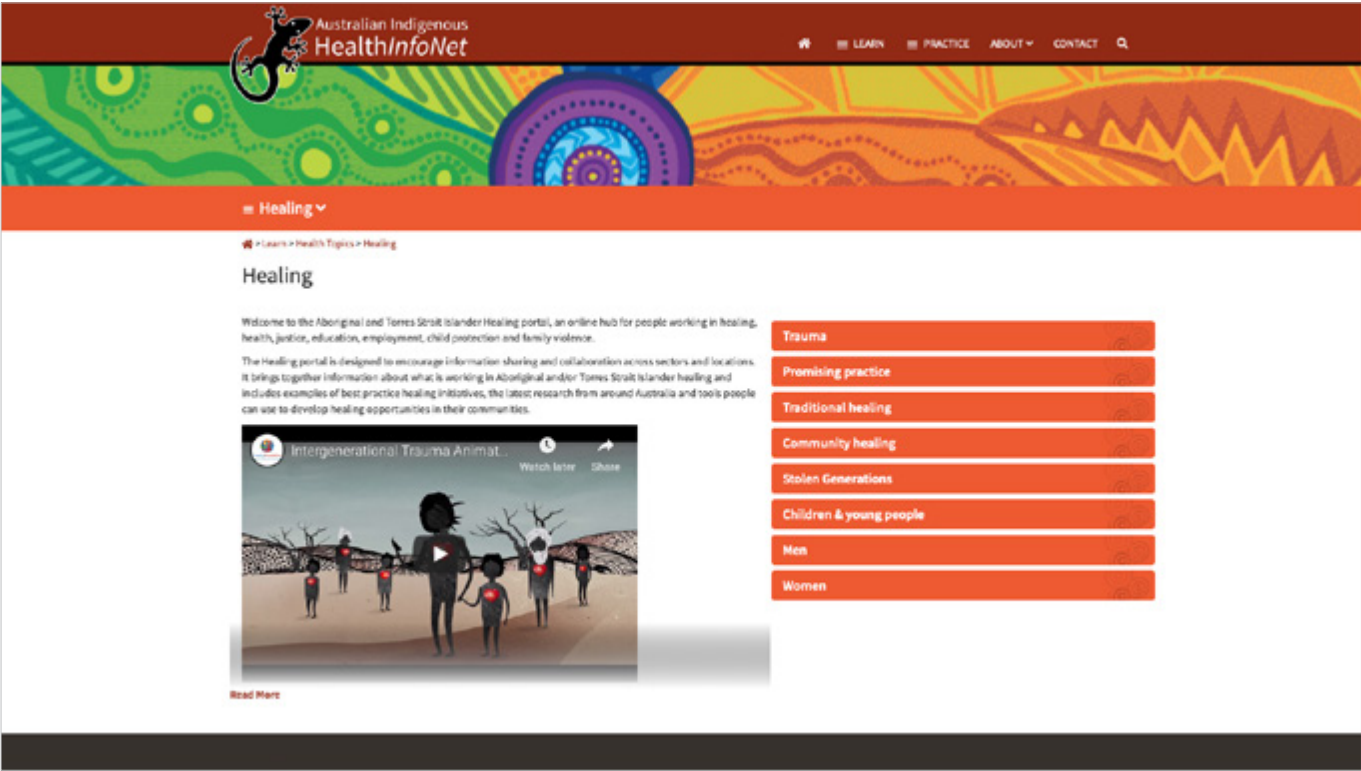 Australian Indigenous
HealthInfoNet
LEARN
PRACTICE
ABOUT
CONTACT
Healing
> Learn > Health Topics > Healing
Healing
Welcome to the Aboriginal and Torres Strait Islander Healing portal, an online hub for people working in healing,
health, justice, education, employment, child protection and family violence.
The Healing portal is designed to encourage information sharing and collaboration across sectors and locations.
It brings together information about what is working in Aboriginal and/or Torres Strait Islander healing and
includes examples of best practice healing initiatives, the latest research from around Australia and tools people
can use to develop healing opportunities in their communities.
Intergenerational Trauma Animat...
Watch later
Share
Read More
Trauma
Promising practice
Traditional healing
Community healing
Stolen Generations
Children & young people
Men
Women